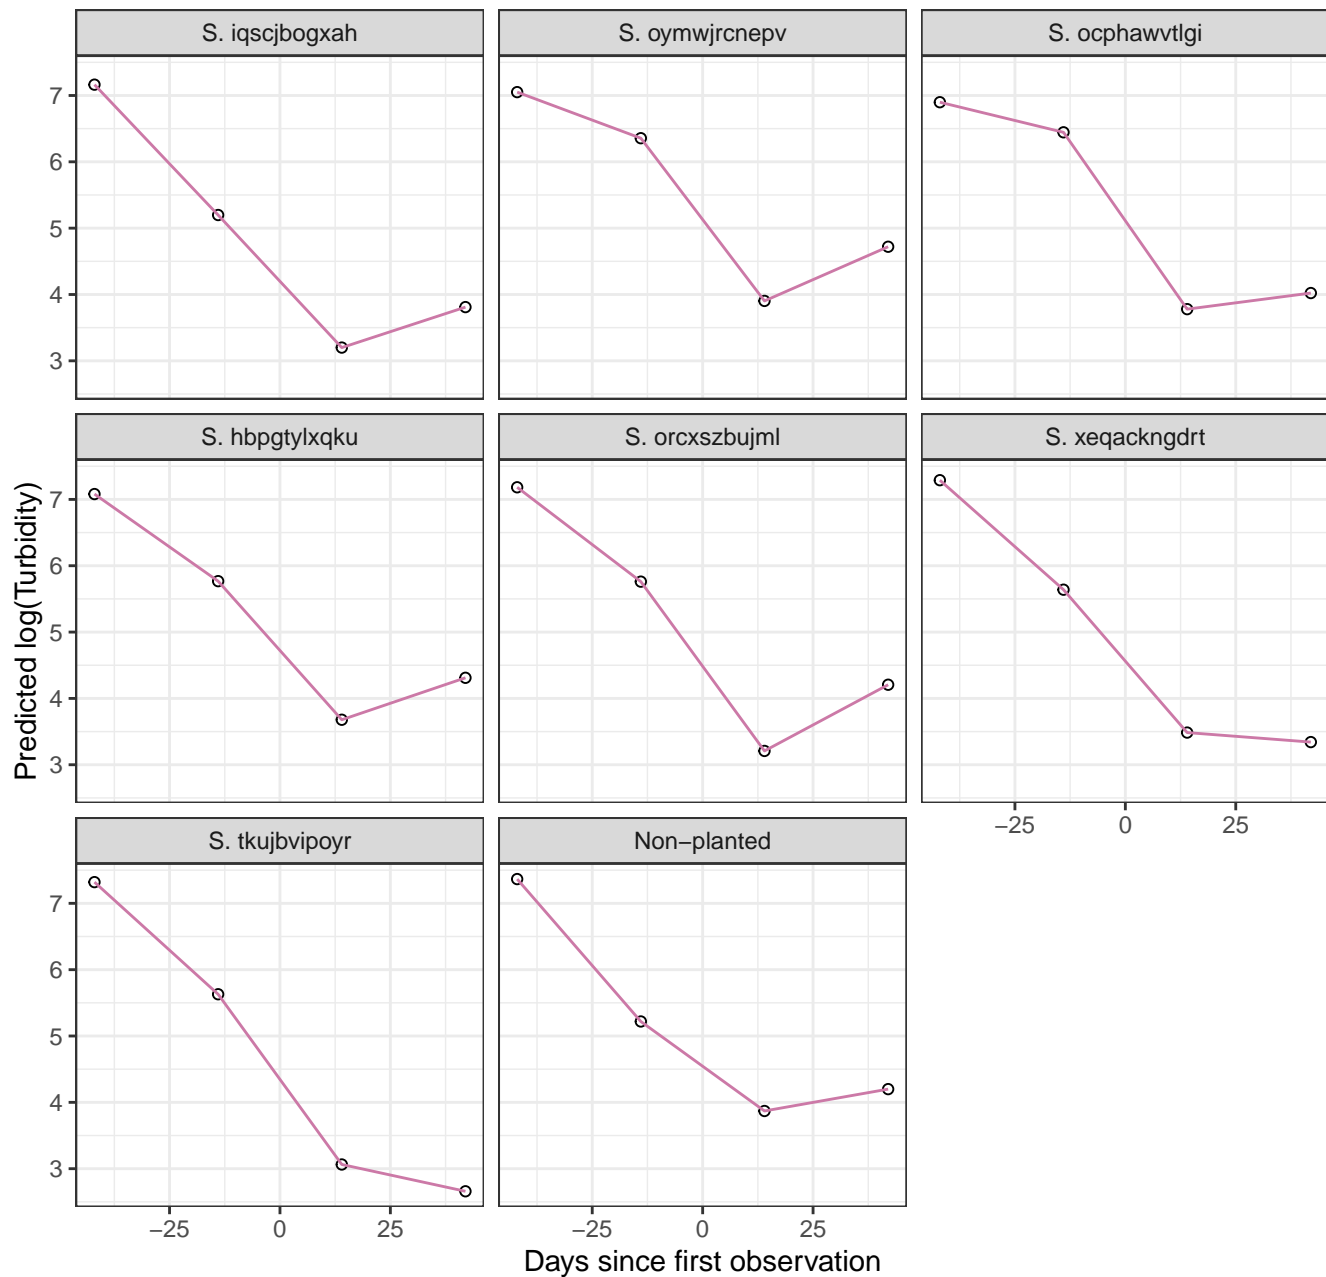 S. iqscjbogxah
S. oymwjrcnepv
S. ocphawvtlgi
7
6
5
4
3
S. hbpgtylxqku
S. orcxszbujml
S. xeqackngdrt
Predicted log(Turbidity)
7
6
5
4
3
−25
0
25
S. tkujbvipoyr
Non−planted
7
6
5
4
3
−25
0
25
−25
0
25
Days since first observation